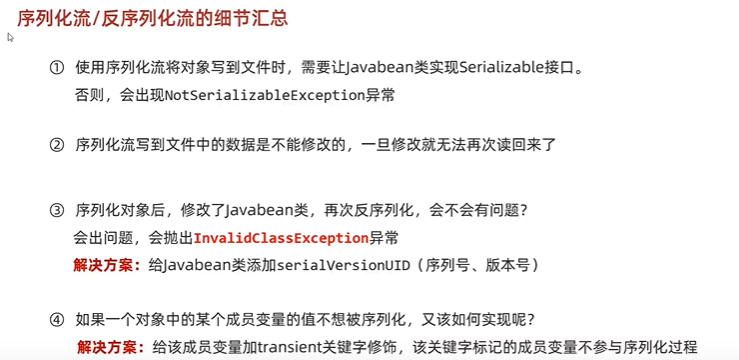 序列化流/反序列化流的细节汇总
① 使用序列化流将对象写到文件时，需要让Javabean类实现Serializable接口。
否则，会出现NotSerializableException异常
② 序列化流写到文件中的数据是不能修改的，一旦修改就无法再次读回来了
③ 序列化对象后，修改了Javabean类，再次反序列化，会不会有问题？
会出问题，会抛出InvalidClassException异常
解决方案：给Javabean类添加serialVersionUID（序列号、版本号）
④ 如果一个对象中的某个成员变量的值不想被序列化，又该如何实现呢？
解决方案：给该成员变量加transient关键字修饰，该关键字标记的成员变量不参与序列化过程